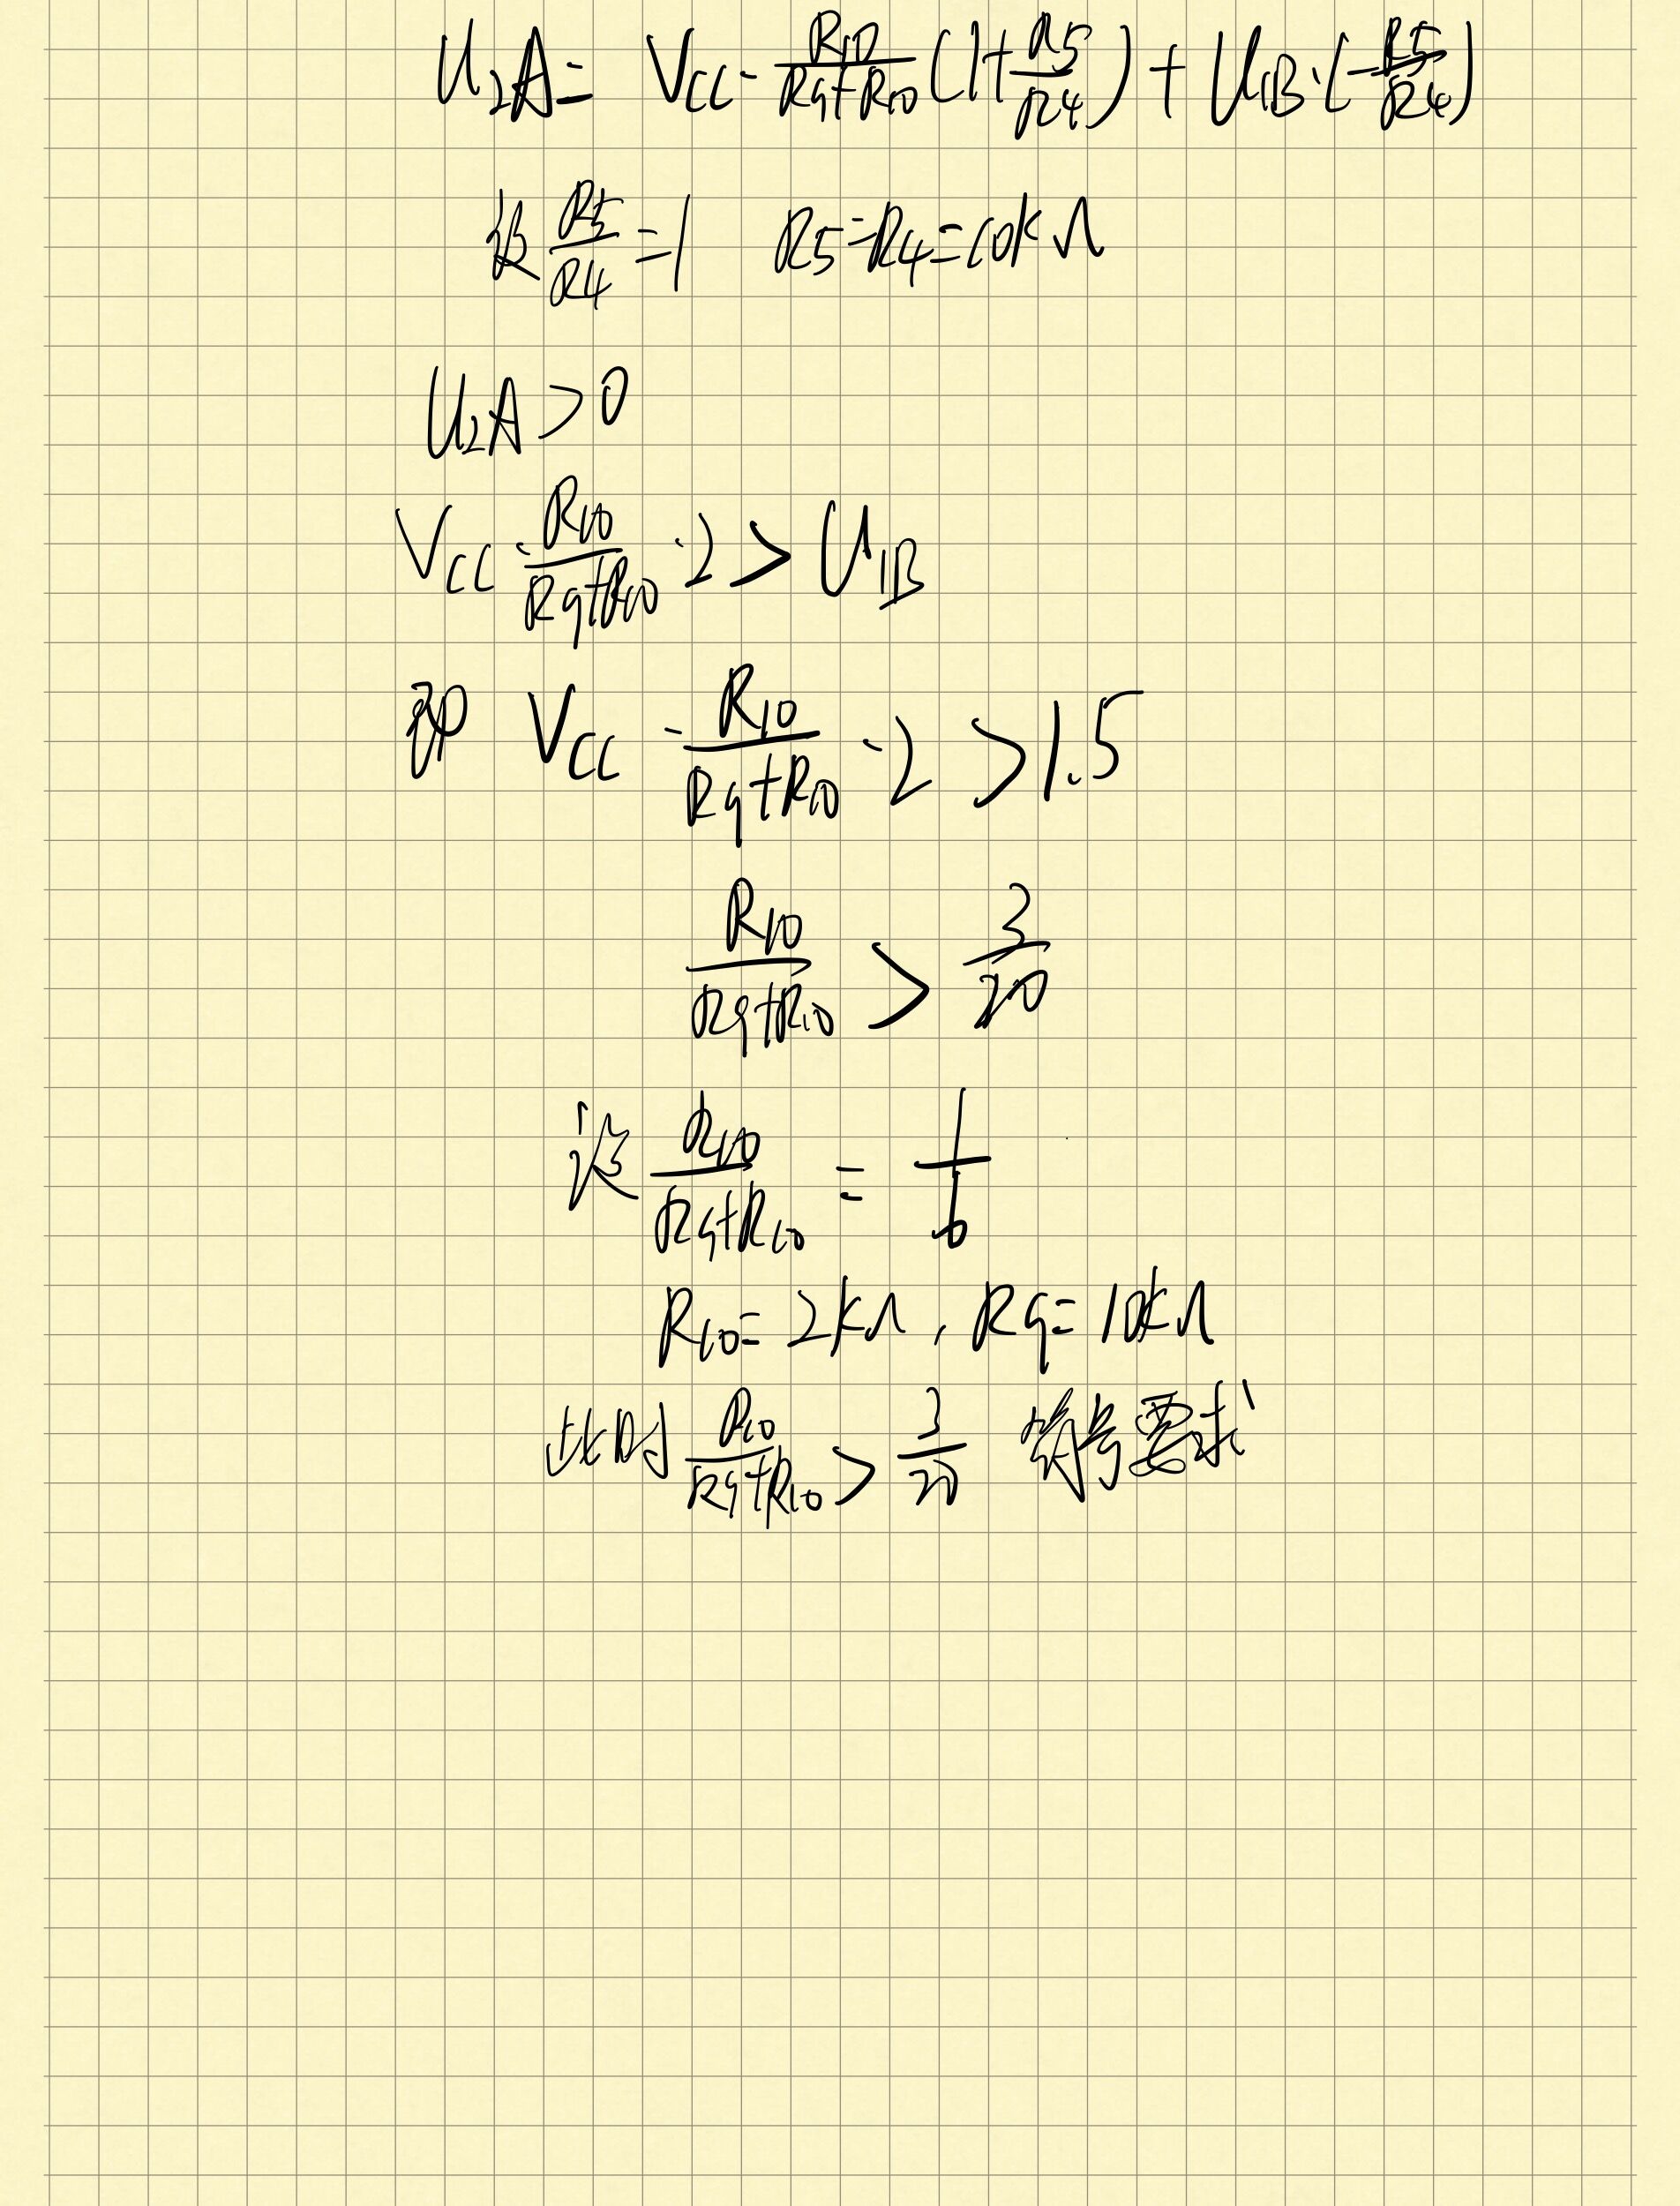 U2A = VCC · R10/(R9+R10) (1+R5/R4) + U1B · (-R5/R4)
设 R5/R4 = 1 R5=R4=10kΩ
U2A > 0
VCC · R10/(R9+R10) · 2 > U1B
即 VCC · R10/(R9+R10) · 2 > 1.5
R10/(R9+R10) > 3/20
设 R10/(R9+R10) = 1/6
R10 = 2kΩ , R9 = 10kΩ
此时 R10/(R9+R10) > 3/20 符号要求